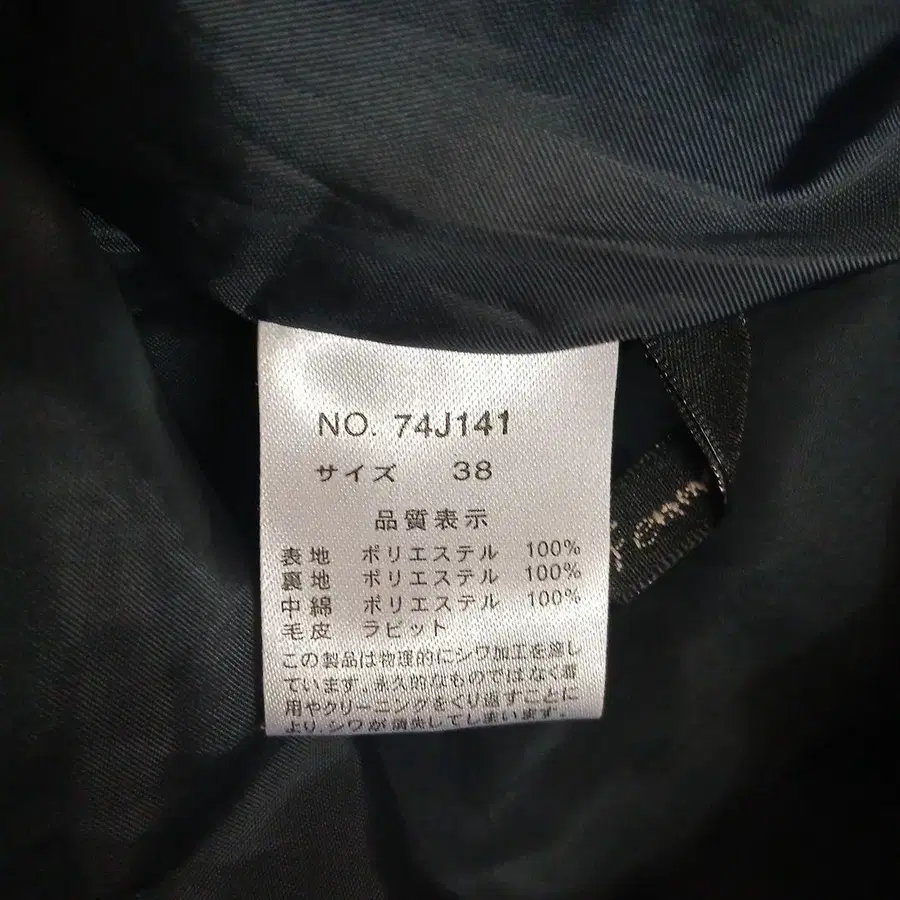 NO. 74J141
サイズ 38
品質表示
表地 ポリエステル 100%
裏地 ポリエステル 100%
中綿 ポリエステル 100%
毛皮 ラビット
この製品は物理的にシワ加工を施し
ています。永久的なものではなく着
用やクリーニングをくり返すことに
より、シワが消失してしまいます。